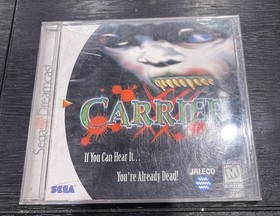 Sega Dreamcast
CARRIER
If You Can Hear It...
You're Already Dead!
SEGA
JALECO
M